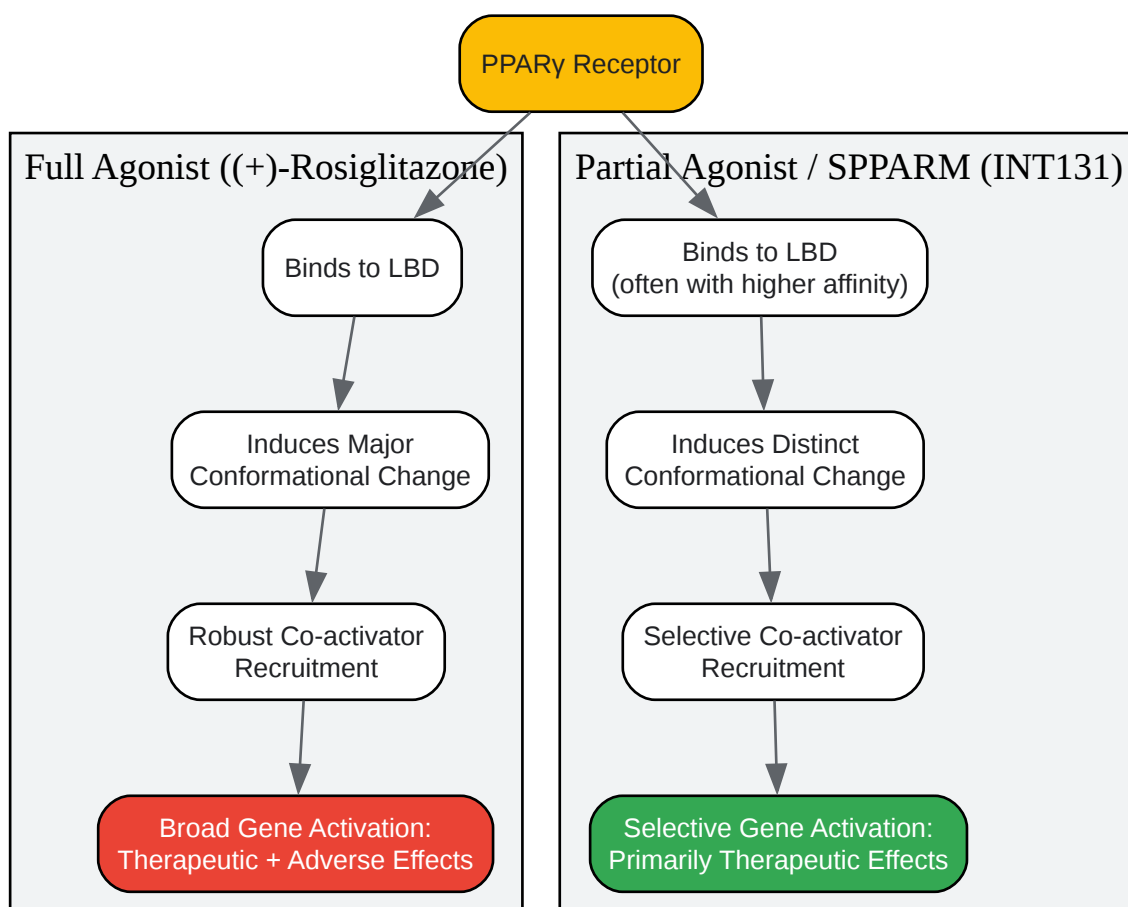 PPARγ Receptor
Full Agonist ((+)-Rosiglitazone)
Binds to LBD
Induces Major
Conformational Change
Robust Co-activator
Recruitment
Broad Gene Activation:
Therapeutic + Adverse Effects
Partial Agonist / SPPARM (INT131)
Binds to LBD
(often with higher affinity)
Induces Distinct
Conformational Change
Selective Co-activator
Recruitment
Selective Gene Activation:
Primarily Therapeutic Effects